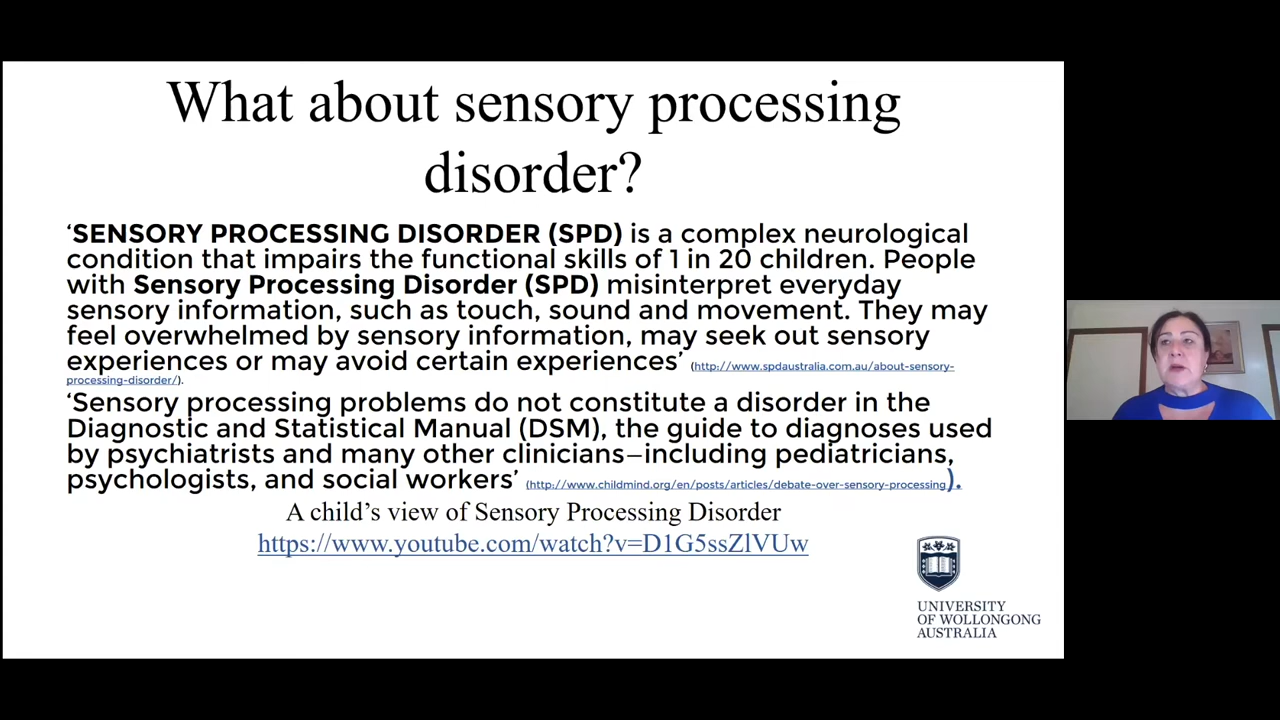 What about sensory processing
disorder?
‘SENSORY PROCESSING DISORDER (SPD) is a complex neurological
condition that impairs the functional skills of 1 in 20 children. People
with Sensory Processing Disorder (SPD) misinterpret everyday
sensory information, such as touch, sound and movement. They may
feel overwhelmed by sensory information, may seek out sensory
experiences or may avoid certain experiences’ (http://www.spdaustralia.com.au/about-sensory-
processing-disorder/).
‘Sensory processing problems do not constitute a disorder in the
Diagnostic and Statistical Manual (DSM), the guide to diagnoses used
by psychiatrists and many other clinicians—including pediatricians,
psychologists, and social workers’ (http://www.childmind.org/en/posts/articles/debate-over-sensory-processing).
A child’s view of Sensory Processing Disorder
https://www.youtube.com/watch?v=D1G5ssZlVUw
UNIVERSITY
OF WOLLONGONG
AUSTRALIA